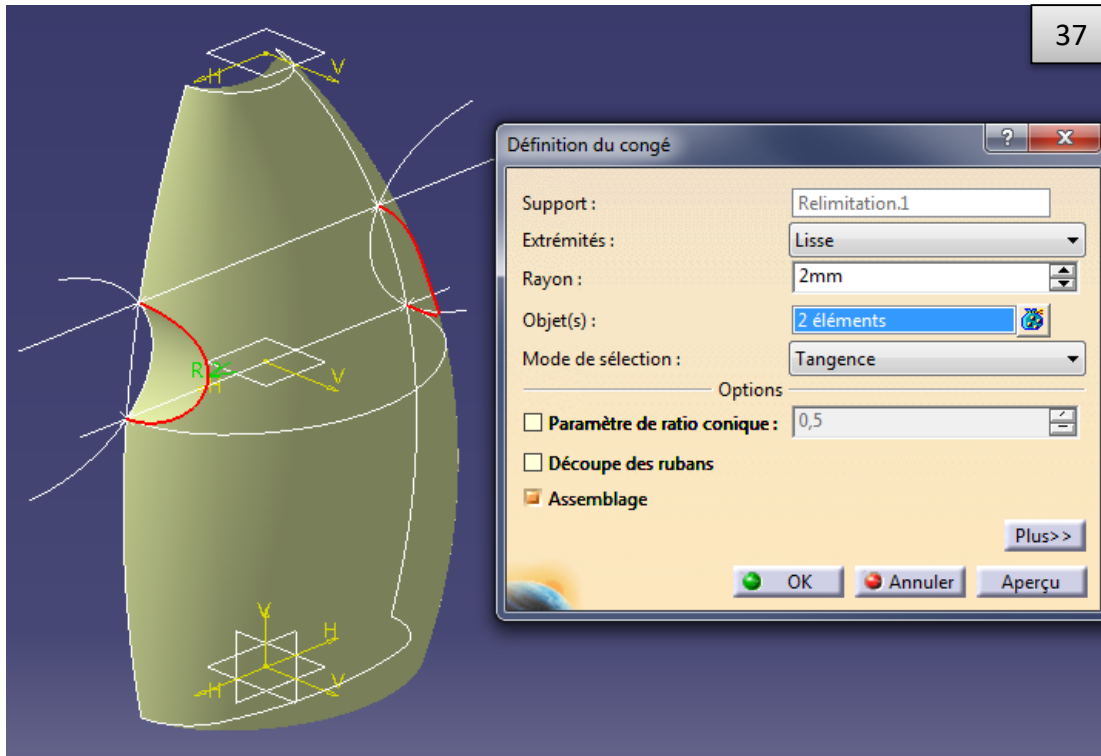 37
H
V
Définition du congé
?
X
Support :
Relimitation.1
Extrémités :
Lisse
Rayon :
2mm
Objet(s) :
2 éléments
R 2
H
V
Mode de sélection :
Tangence
Options
Paramètre de ratio conique :
0,5
Découpe des rubans
Assemblage
Plus>>
OK
Annuler
Aperçu
V
H
H
V